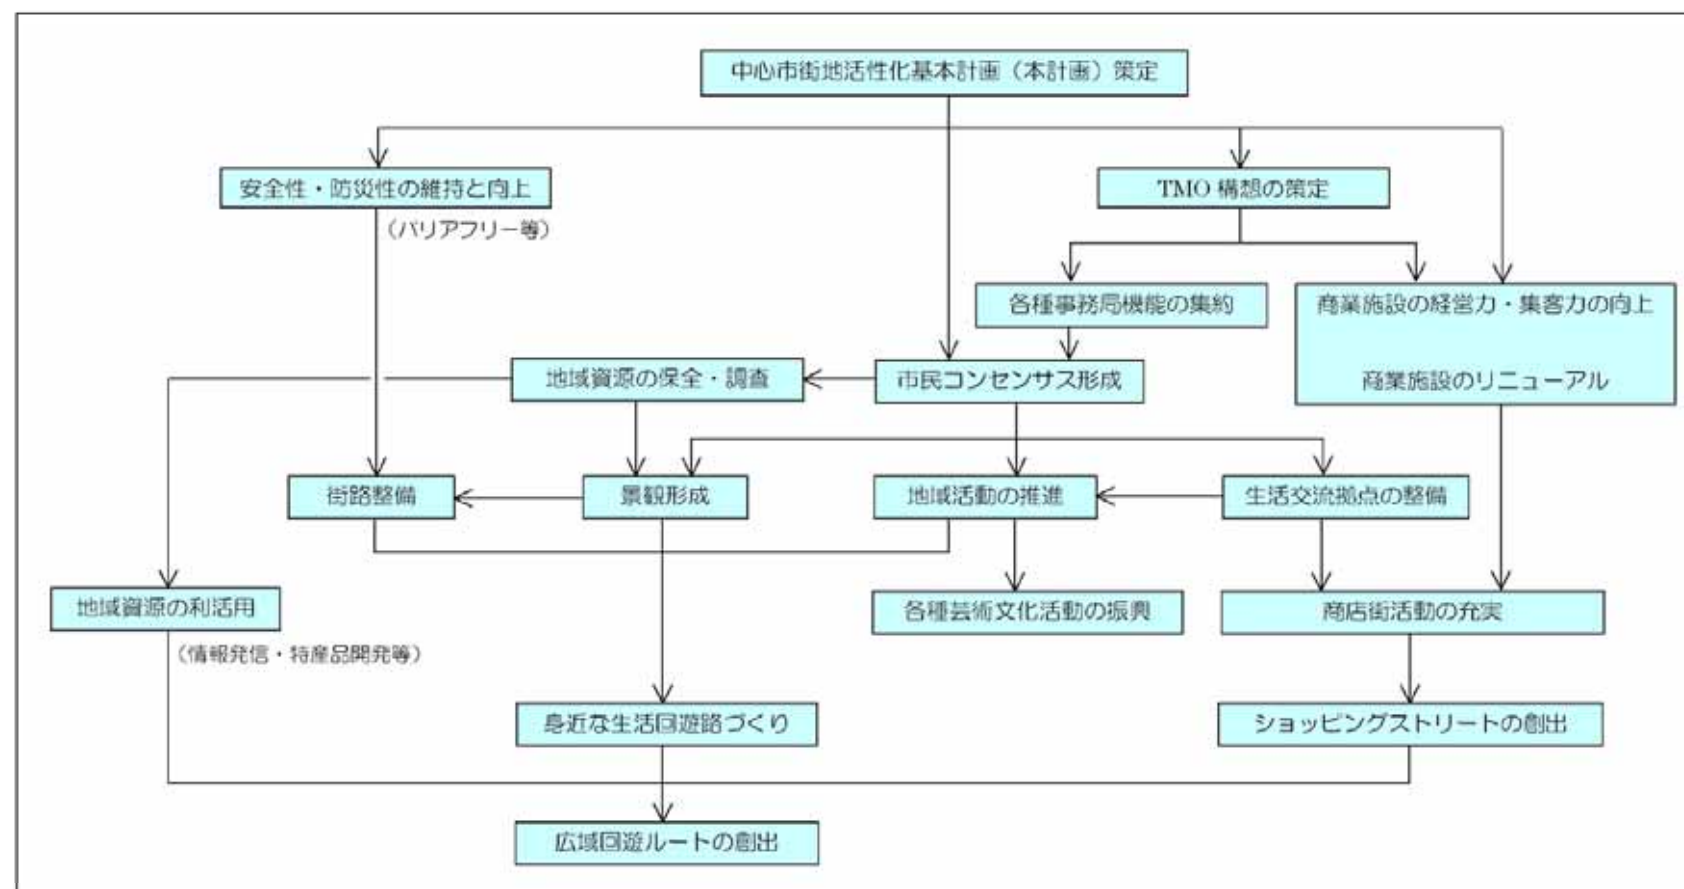 中心市街地活性化基本計画（本計画）策定
安全性・防災性の維持と向上
TMO 構想の策定
（バリアフリー等）
各種事務局機能の集約
商業施設の経営力・集客力の向上
地域資源の保全・調査
市民コンセンサス形成
商業施設のリニューアル
街路整備
景観形成
地域活動の推進
生活交流拠点の整備
地域資源の利活用
各種芸術文化活動の振興
商店街活動の充実
（情報発信・特産品開発等）
身近な生活回遊路づくり
ショッピングストリートの創出
広域回遊ルートの創出